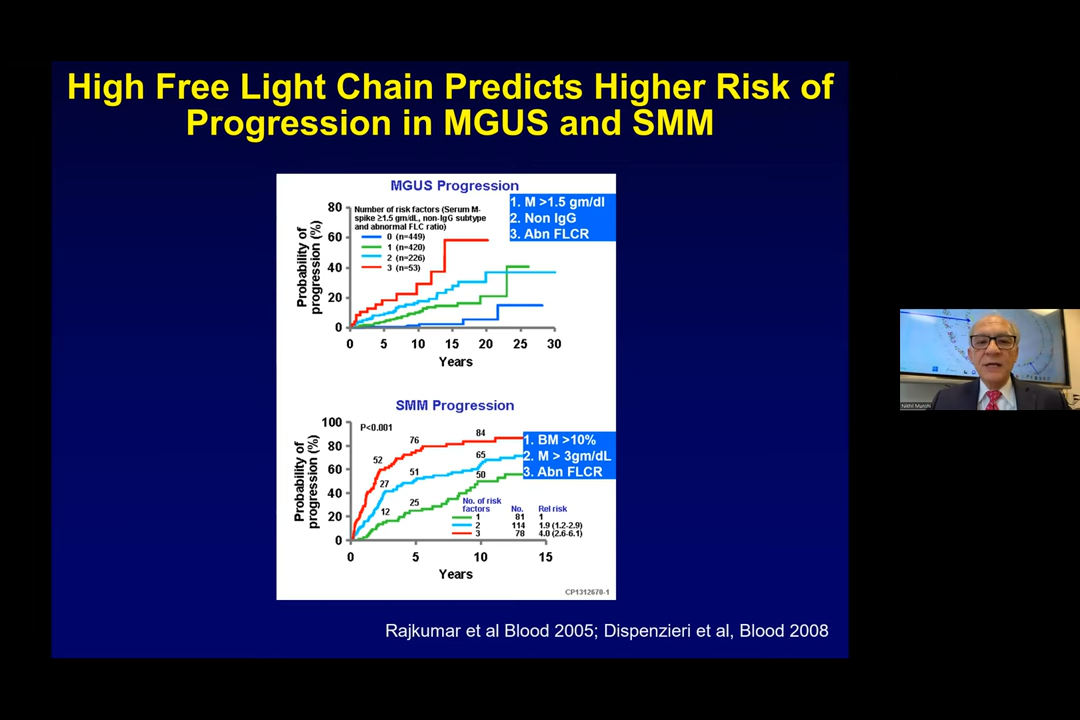 High Free Light Chain Predicts Higher Risk of
Progression in MGUS and SMM
MGUS Progression
1. M >1.5 gm/dl
2. Non IgG
3. Abn FLCR
Number of risk factors (Serum M-
spike ≥1.5 gm/dL, non-IgG subtype
and abnormal FLC ratio)
0 (n=449)
1 (n=420)
2 (n=226)
3 (n=53)
Probability of
progression (%)
80
60
40
20
0
0 5 10 15 20 25 30
Years
SMM Progression
P<0.001
1. BM >10%
2. M > 3gm/dL
3. Abn FLCR
Probability of
progression (%)
100
80
60
40
20
0
52 76 84
27 51 65
12 25 50
No. of risk
factors No. Rel risk
1 81 1
2 114 1.9 (1.2-2.9)
3 78 4.0 (2.6-6.1)
0 5 10 15
Years
CP1312670-1
Rajkumar et al Blood 2005; Dispenzieri et al, Blood 2008
Nikhil Munshi